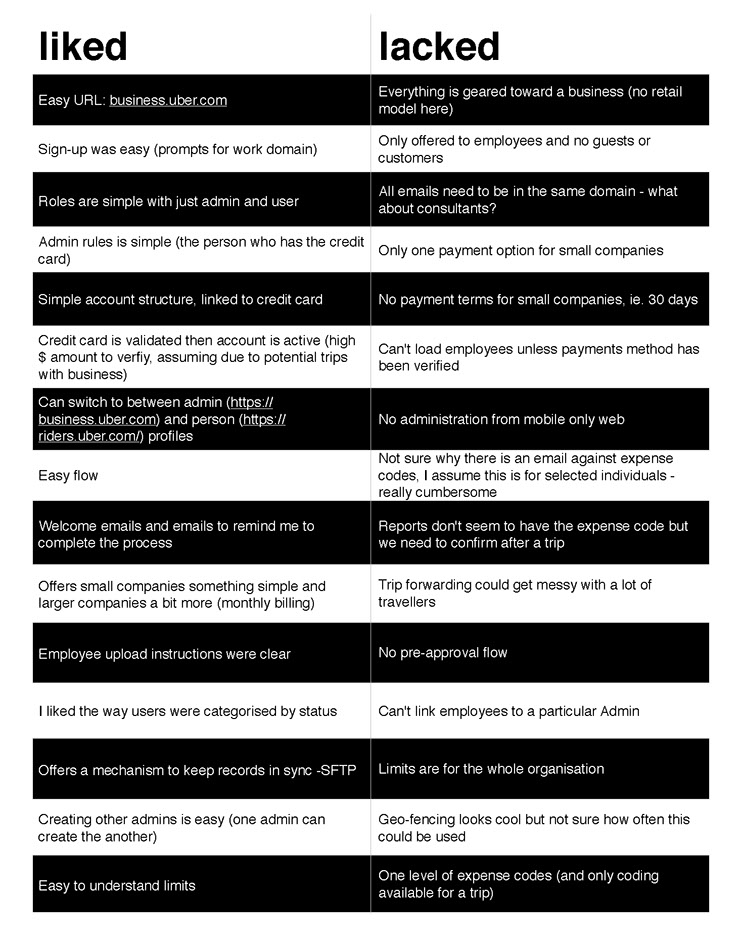 liked
lacked
Easy URL: business.uber.com
Everything is geared toward a business (no retail
model here)
Sign-up was easy (prompts for work domain)
Only offered to employees and no guests or
customers
Roles are simple with just admin and user
All emails need to be in the same domain - what
about consultants?
Admin rules is simple (the person who has the credit
card)
Only one payment option for small companies
Simple account structure, linked to credit card
No payment terms for small companies, ie. 30 days
Credit card is validated then account is active (high
$ amount to verfiy, assuming due to potential trips
with business)
Can't load employees unless payments method has
been verified
Can switch to between admin (https://
business.uber.com) and person (https://
riders.uber.com/) profiles
No administration from mobile only web
Easy flow
Not sure why there is an email against expense
codes, I assume this is for selected individuals -
really cumbersome
Welcome emails and emails to remind me to
complete the process
Reports don't seem to have the expense code but
we need to confirm after a trip
Offers small companies something simple and
larger companies a bit more (monthly billing)
Trip forwarding could get messy with a lot of
travellers
Employee upload instructions were clear
No pre-approval flow
I liked the way users were categorised by status
Can't link employees to a particular Admin
Offers a mechanism to keep records in sync -SFTP
Limits are for the whole organisation
Creating other admins is easy (one admin can
create the another)
Geo-fencing looks cool but not sure how often this
could be used
Easy to understand limits
One level of expense codes (and only coding
available for a trip)